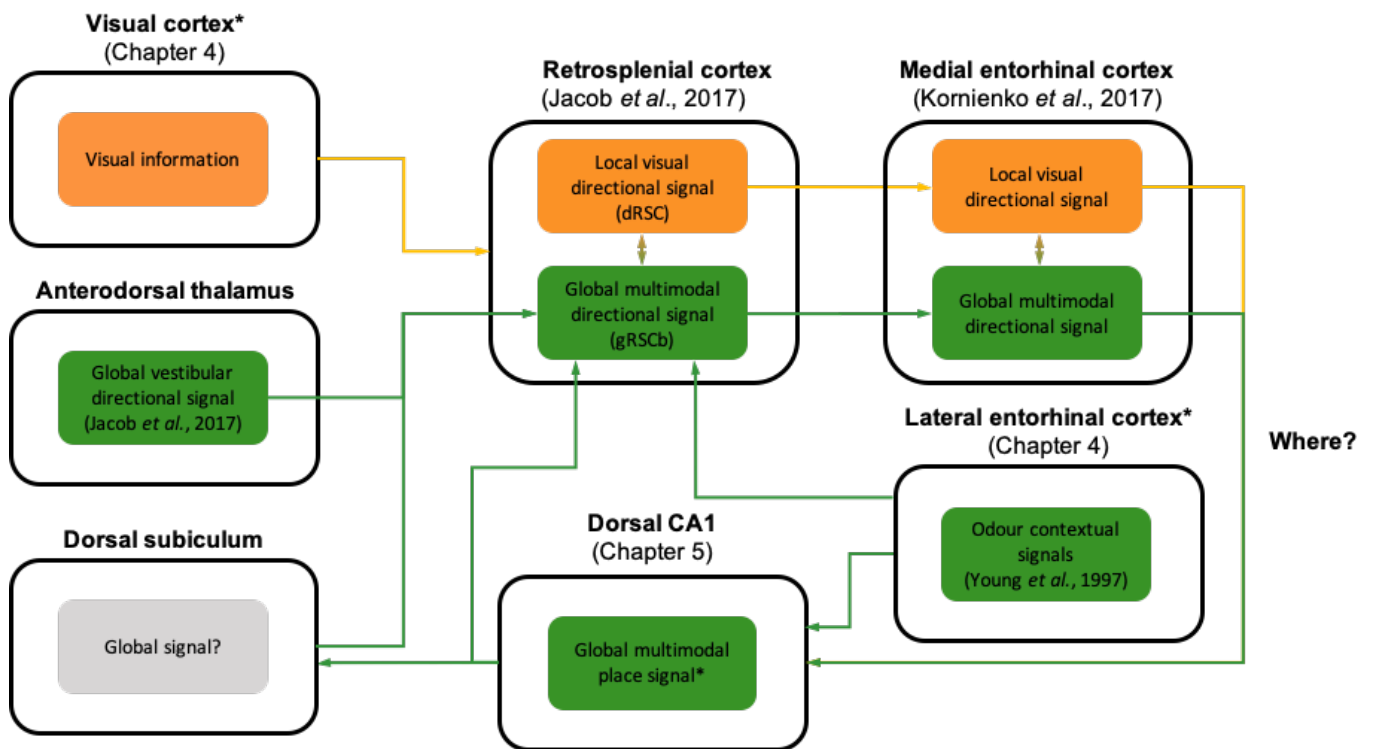 Visual cortex*
(Chapter 4)
Visual information
Retrosplenial cortex
(Jacob et al., 2017)
Local visual
directional signal
(dRSC)
Global multimodal
directional signal
(gRSCb)
Medial entorhinal cortex
(Kornienko et al., 2017)
Local visual
directional signal
Global multimodal
directional signal
Anterodorsal thalamus
Global vestibular
directional signal
(Jacob et al., 2017)
Lateral entorhinal cortex*
(Chapter 4)
Odour contextual
signals
(Young et al., 1997)
Where?
Dorsal subiculum
Global signal?
Dorsal CA1
(Chapter 5)
Global multimodal
place signal*